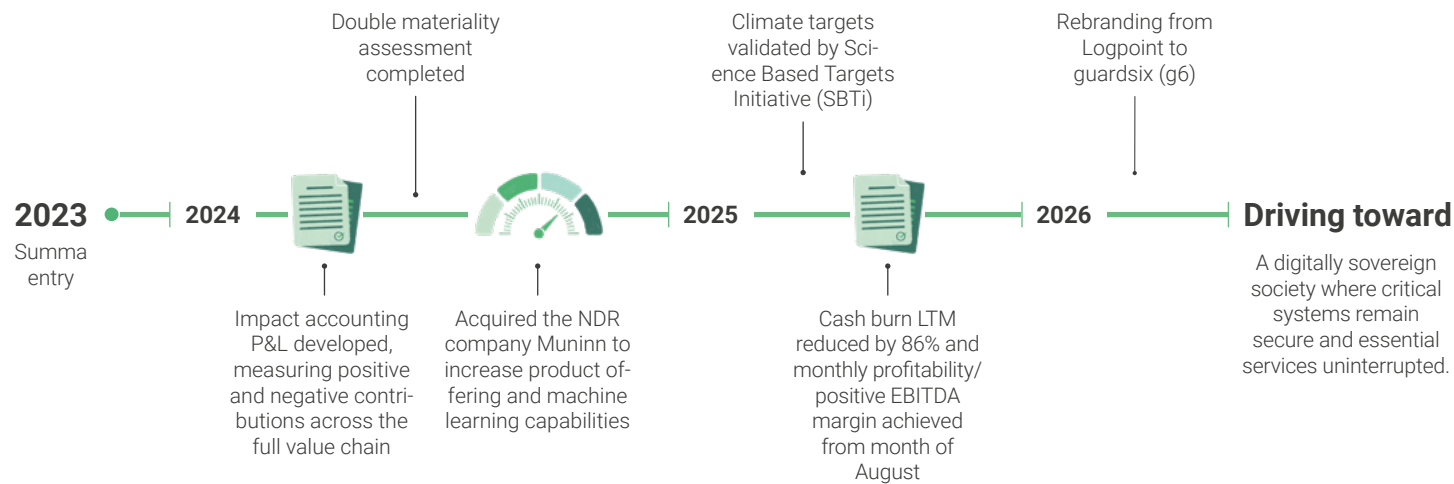 Double materiality
assessment
completed
Climate targets
validated by Sci-
ence Based Targets
Initiative (SBTi)
Rebranding from
Logpoint to
guardsix (g6)
2023
Summa
entry
2024
2025
2026
Driving toward
A digitally sovereign
society where critical
systems remain
secure and essential
services uninterrupted.
Impact accounting
P&L developed,
measuring positive
and negative contri-
butions across the
full value chain
Acquired the NDR
company Muninn to
increase product of-
fering and machine
learning capabilities
Cash burn LTM
reduced by 86% and
monthly profitability/
positive EBITDA
margin achieved
from month of
August